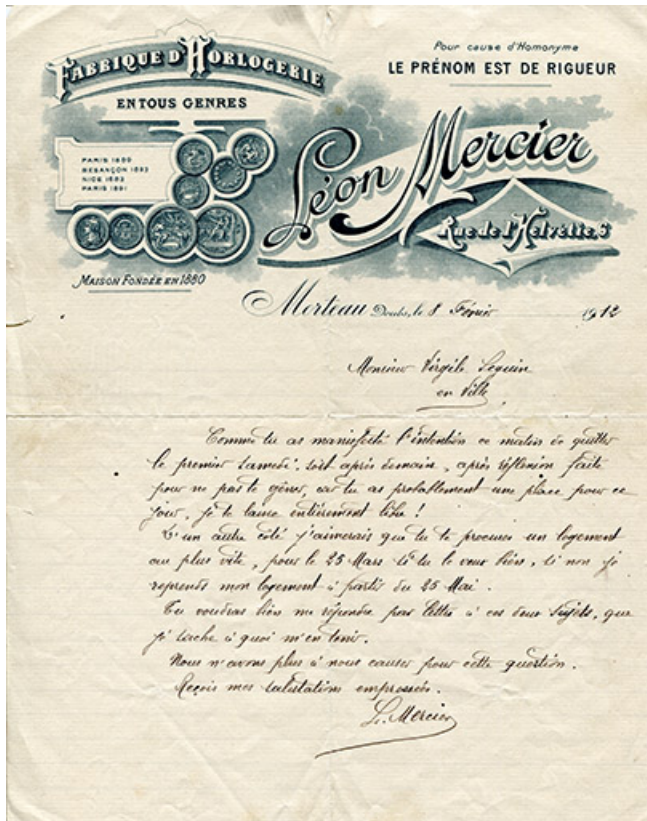 FABRIQUE D'HORLOGERIE
EN TOUS GENRES
Pour cause d'Homonyme
LE PRÉNOM EST DE RIGUEUR
PARIS 1889
BESANÇON 1893
NICE 1883
PARIS 1891
Léon Mercier
Rue de l'Helvétie, 6
MAISON FONDÉE EN 1880
Morteau Doubs, le 8 Février 1912
Monsieur Virgile Seguin
en Ville
Comme tu as manifesté l'intention ce matin de quitter
le premier samedi, soit après demain, après réflexion faite
pour ne pas te gêner, car tu as probablement une place pour ce
jour, je te laisse entièrement libre !
D'un autre côté j'aimerais que tu te procures un logement
au plus vite, pour le 25 Mars si tu le veux bien, si non je
reprends mon logement à partir du 25 Mai.
Tu voudras bien me répondre par lettre à ces deux sujets, que
je sache à quoi m'en tenir.
Nous n'avons plus à nous causer pour cette question.
Reçois mes salutations empressées.
L. Mercier